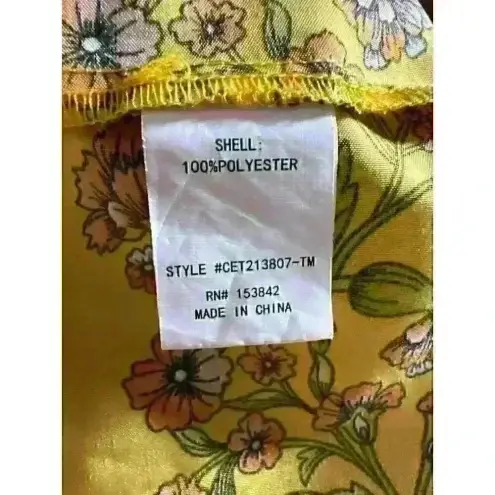 SHELL:
100%POLYESTER
STYLE #CET213807-TM
RN# 153842
MADE IN CHINA